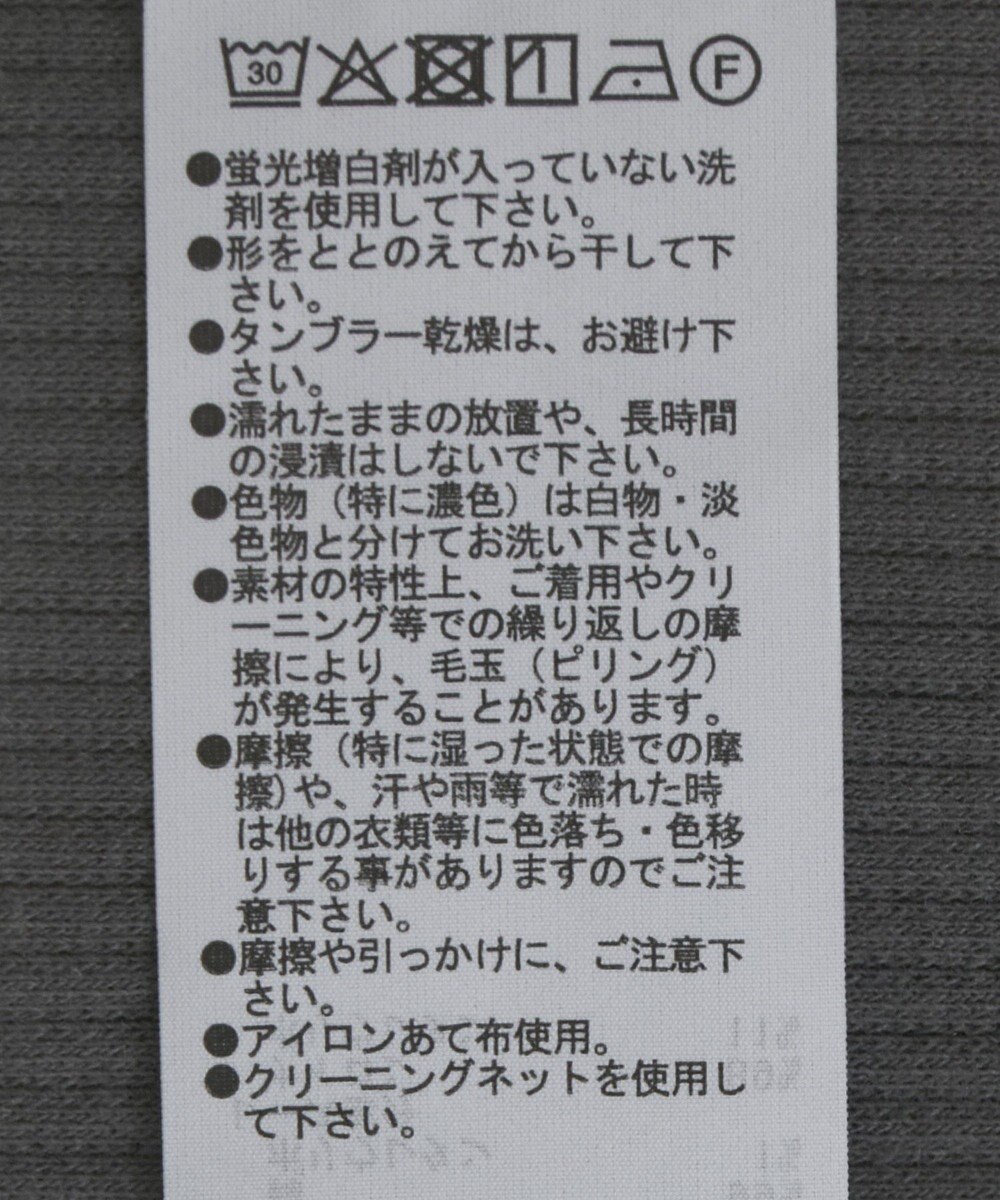 30 F
●蛍光増白剤が入っていない洗
剤を使用して下さい。
●形をととのえてから干して下
さい。
●タンブラー乾燥は、お避け下
さい。
●濡れたままの放置や、長時間
の浸漬はしないで下さい。
●色物（特に濃色）は白物・淡
色物と分けてお洗い下さい。
●素材の特性上、ご着用やクリ
ーニング等での繰り返しの摩
擦により、毛玉（ピリング）
が発生することがあります。
●摩擦（特に湿った状態での摩
擦)や、汗や雨等で濡れた時
は他の衣類等に色落ち・色移
りする事がありますのでご注
意下さい。
●摩擦や引っかけに、ご注意下
さい。
●アイロンあて布使用。
●クリーニングネットを使用し
て下さい。